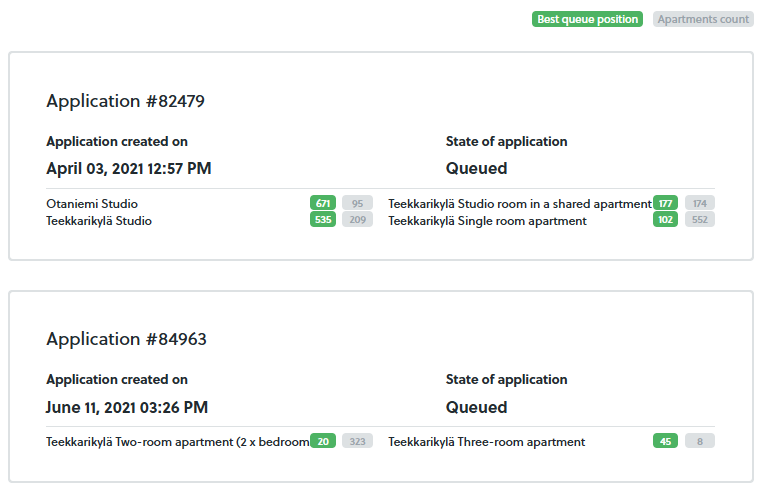 Best queue position Apartments count
Application #82479
Application created on State of application
April 03, 2021 12:57 PM Queued
Otaniemi Studio 671 95 Teekkarikylä Studio room in a shared apartment 177 174
Teekkarikylä Studio 535 209 Teekkarikylä Single room apartment 102 552
Application #84963
Application created on State of application
June 11, 2021 03:26 PM Queued
Teekkarikylä Two-room apartment (2 x bedroom 20 323 Teekkarikylä Three-room apartment 45 8